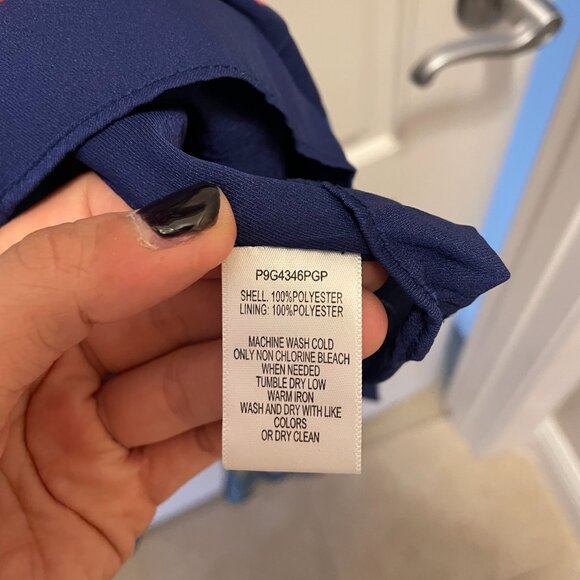 P9G4346PGP
SHELL: 100%POLYESTER
LINING: 100%POLYESTER
MACHINE WASH COLD
ONLY NON CHLORINE BLEACH
WHEN NEEDED
TUMBLE DRY LOW
WARM IRON
WASH AND DRY WITH LIKE
COLORS
OR DRY CLEAN